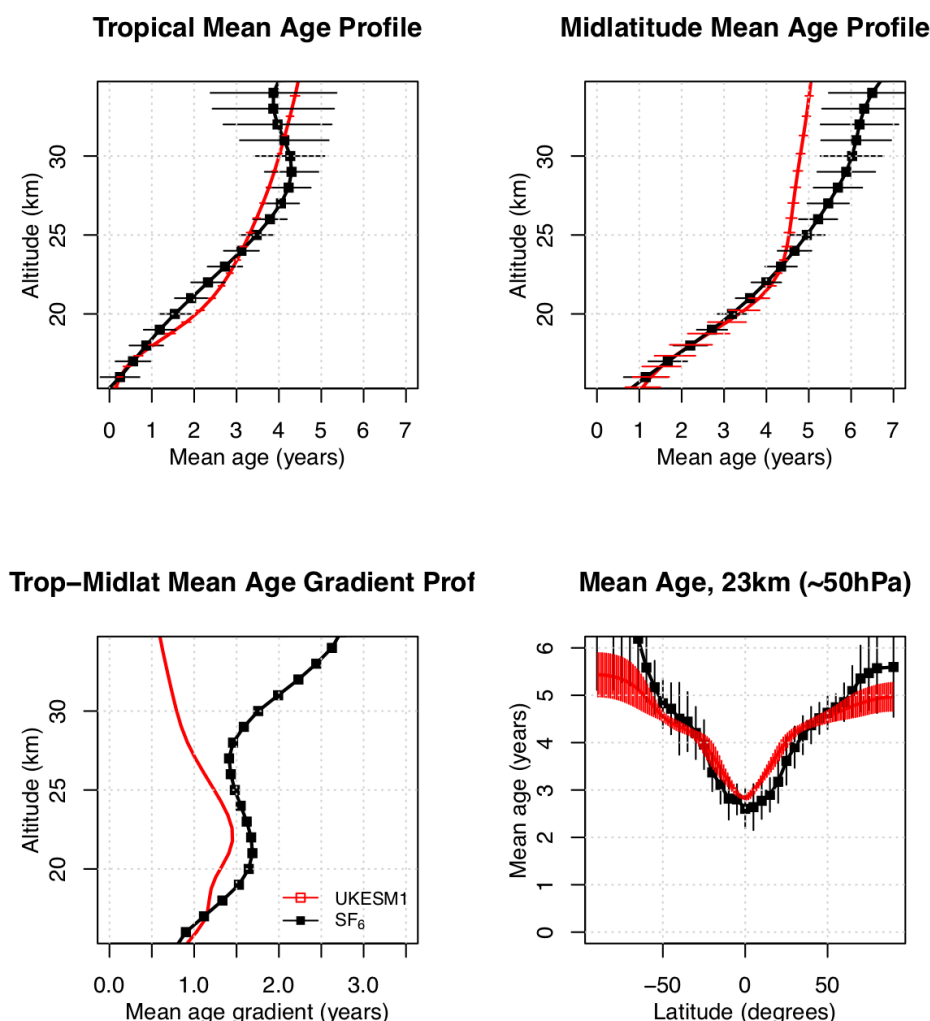 Tropical Mean Age Profile
Altitude (km)
30
25
20
0 1 2 3 4 5 6 7
Mean age (years)
Midlatitude Mean Age Profile
Altitude (km)
30
25
20
0 1 2 3 4 5 6 7
Mean age (years)
Trop−Midlat Mean Age Gradient Prof
Altitude (km)
30
25
20
UKESM1
SF₆
0.0 1.0 2.0 3.0
Mean age gradient (years)
Mean Age, 23km (~50hPa)
Mean age (years)
6
5
4
3
2
1
0
−50 0 50
Latitude (degrees)